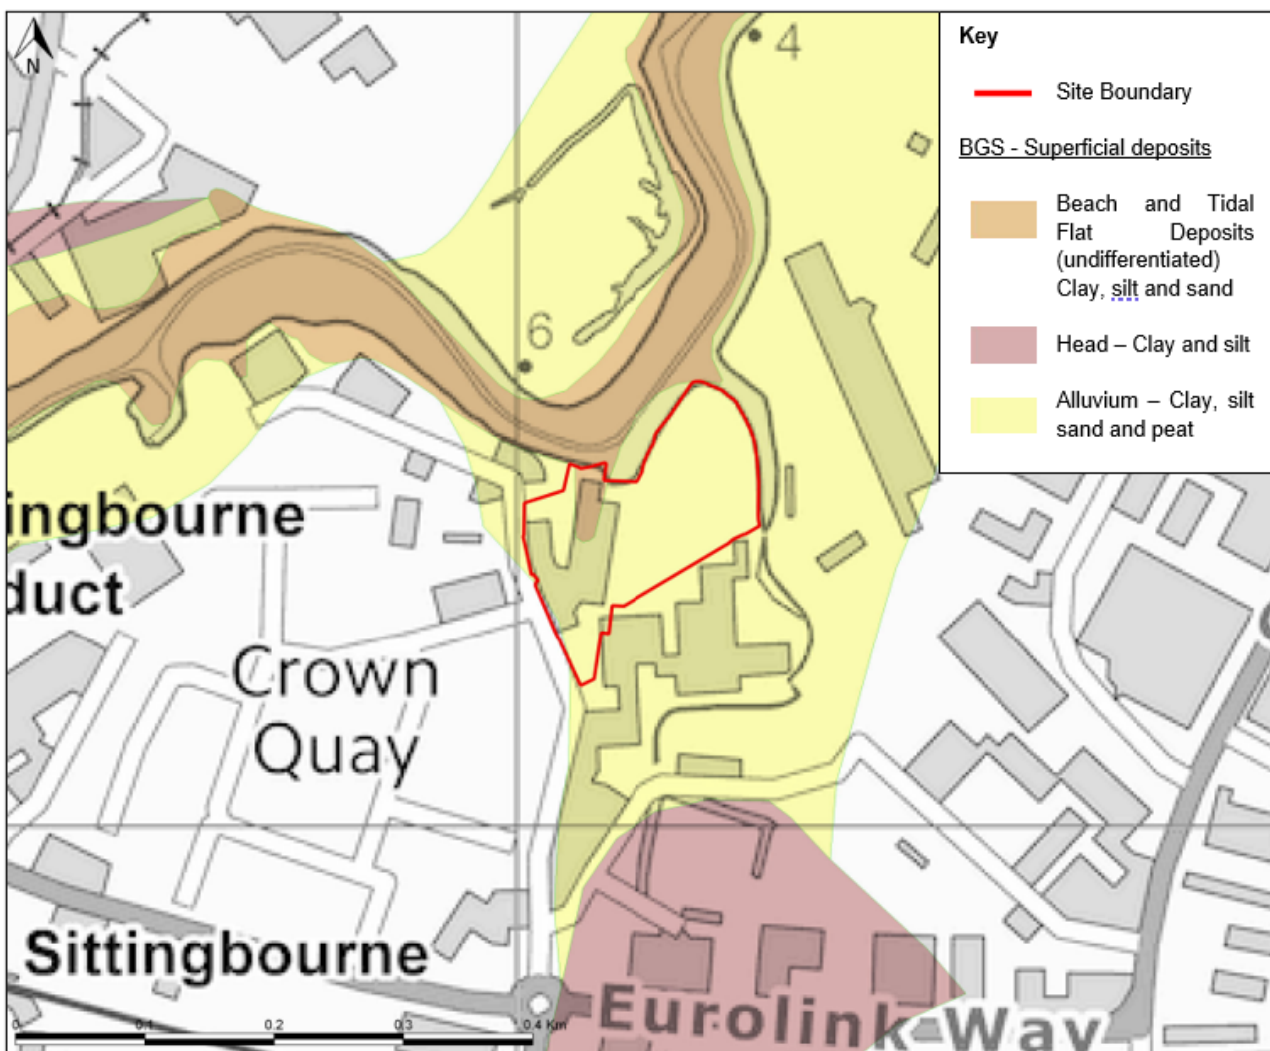 N
4
6
ingbourne
duct
Crown
Quay
Sittingbourne
Eurolink Way
0 0.1 0.2 0.3 0.4 Km
Key
Site Boundary
BGS - Superficial deposits
Beach and Tidal
Flat Deposits
(undifferentiated)
Clay, silt and sand
Head – Clay and silt
Alluvium – Clay, silt
sand and peat